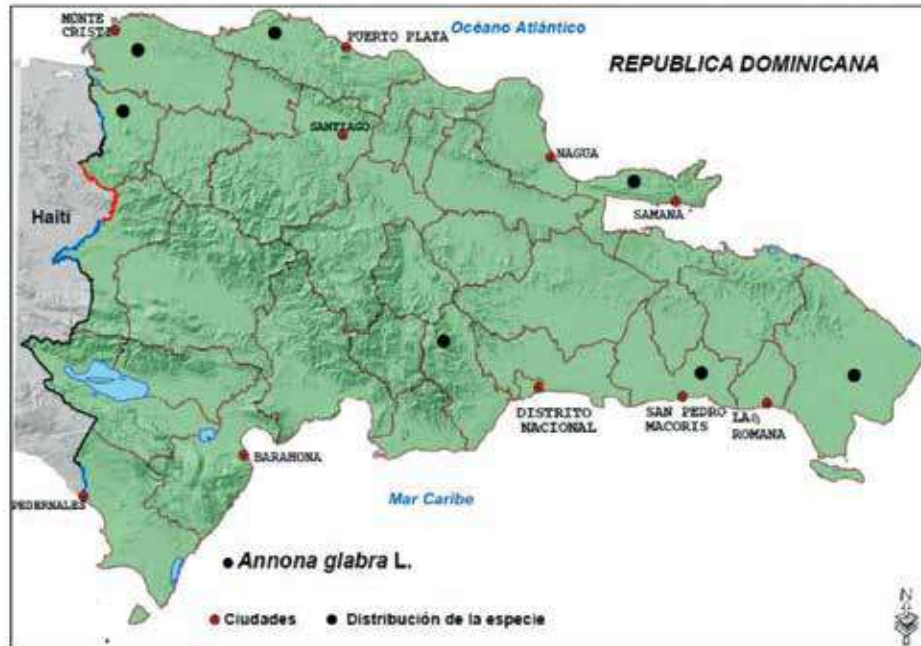 MONTE
CRISTI
PUERTO PLATA
Océano Atlántico
REPUBLICA DOMINICANA
SANTIAGO
NAGUA
Haití
SAMANA
DISTRITO
NACIONAL
SAN PEDRO
MACORIS
LA
ROMANA
BARAHONA
PEDERNALES
Mar Caribe
Annona glabra L.
Ciudades
Distribución de la especie
N